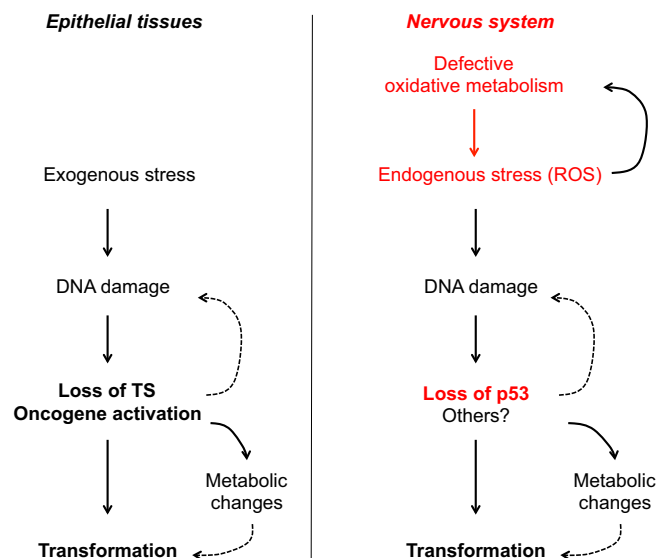 Epithelial tissues
Exogenous stress
DNA damage
Loss of TS
Oncogene activation
Metabolic
changes
Transformation
Nervous system
Defective
oxidative metabolism
Endogenous stress (ROS)
DNA damage
Loss of p53
Others?
Metabolic
changes
Transformation